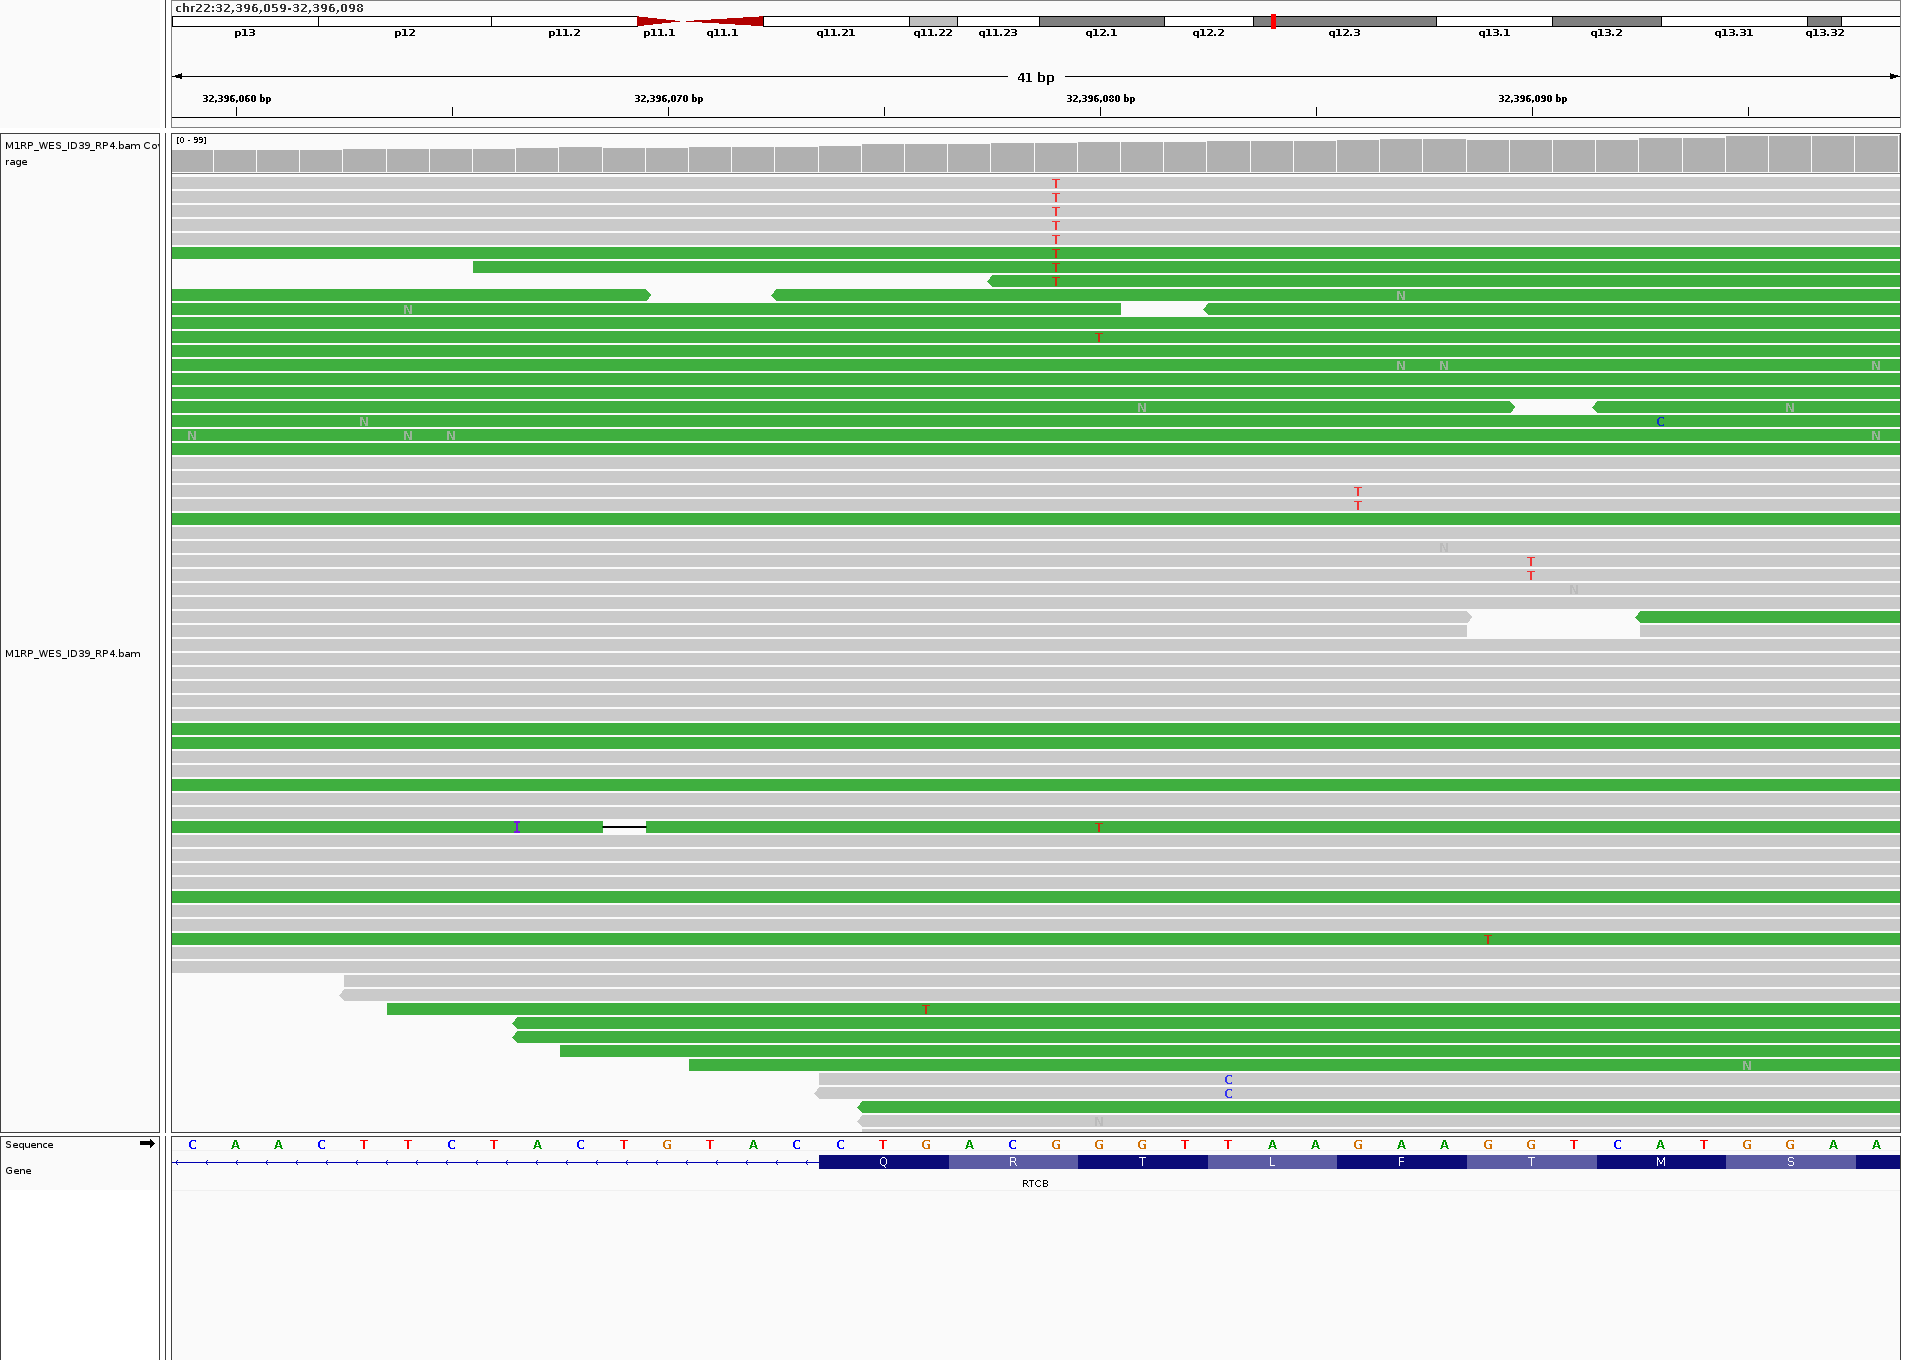 chr22:32,396,059-32,396,098
p13 p12 p11.2 p11.1 q11.1 q11.21 q11.22 q11.23 q12.1 q12.2 q12.3 q13.1 q13.2 q13.31 q13.32
41 bp
32,396,060 bp 32,396,070 bp 32,396,080 bp 32,396,090 bp
M1RP_WES_ID39_RP4.bam Co
rage
[0 - 99]
T
T
T
T
T
T
T
T
N
N
T
N N N
N N
N C
N N N N
T
T
N
T
T
N
M1RP_WES_ID39_RP4.bam
I T
T
T
N
C
C
N
Sequence C A A C T T C T A C T G T A C C T G A C G G G T T A A G A A G G T C A T G G A A
Gene Q R T L F T M S
RTCB